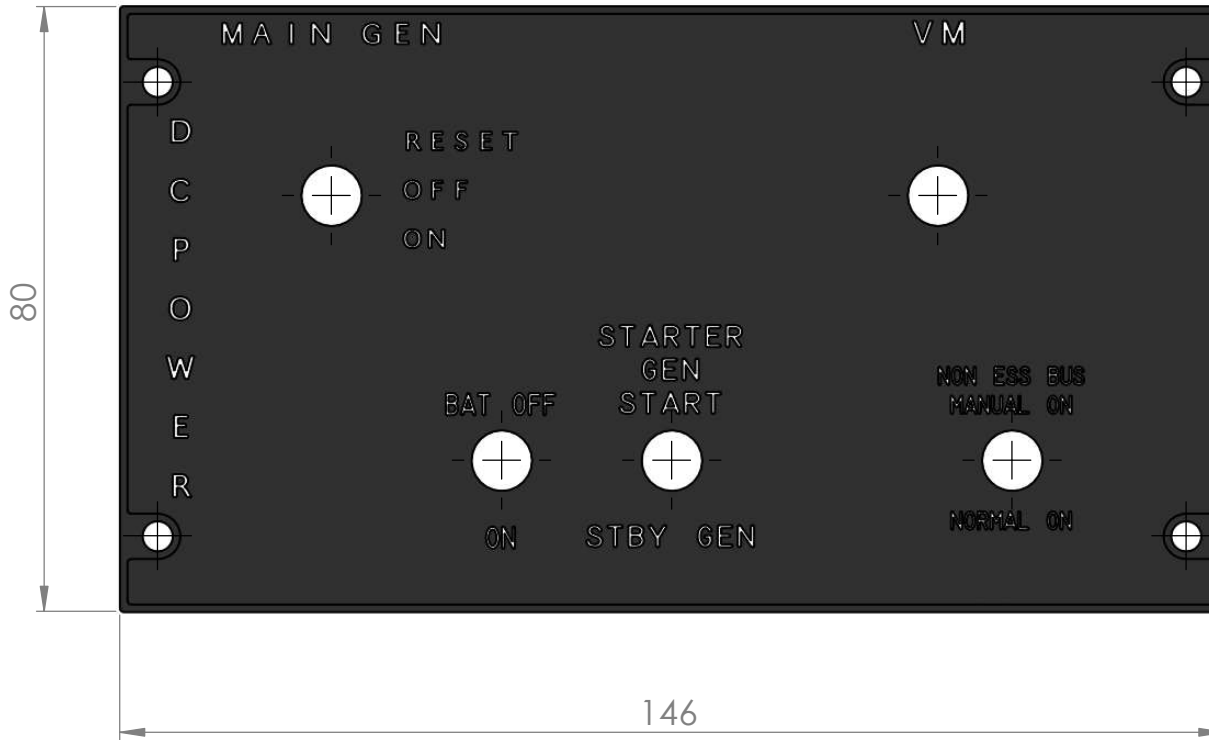 MAIN GEN
VM
DCPOWER
RESET
OFF
ON
STARTER
GEN
START
BAT OFF
ON
STBY GEN
NON ESS BUS
MANUAL ON
NORMAL ON
80
146